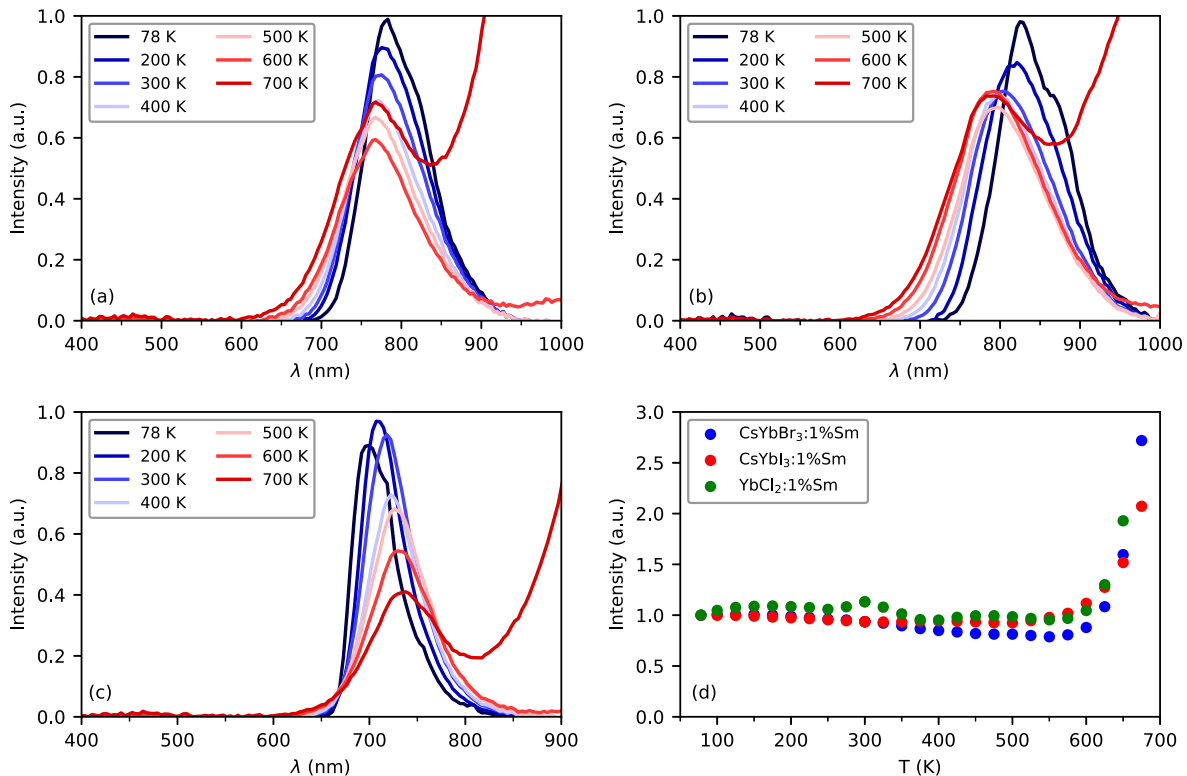 1.0
0.8
0.6
0.4
0.2
0.0
Intensity (a.u.)
78 K
200 K
300 K
400 K
500 K
600 K
700 K
(a)
400 500 600 700 800 900 1000
λ (nm)
1.0
0.8
0.6
0.4
0.2
0.0
Intensity (a.u.)
78 K
200 K
300 K
400 K
500 K
600 K
700 K
(b)
400 500 600 700 800 900 1000
λ (nm)
1.0
0.8
0.6
0.4
0.2
0.0
Intensity (a.u.)
78 K
200 K
300 K
400 K
500 K
600 K
700 K
(c)
400 500 600 700 800 900
λ (nm)
3.0
2.5
2.0
1.5
1.0
0.5
0.0
Intensity (a.u.)
CsYbBr₃:1%Sm
CsYbI₃:1%Sm
YbCl₂:1%Sm
(d)
100 200 300 400 500 600 700
T (K)